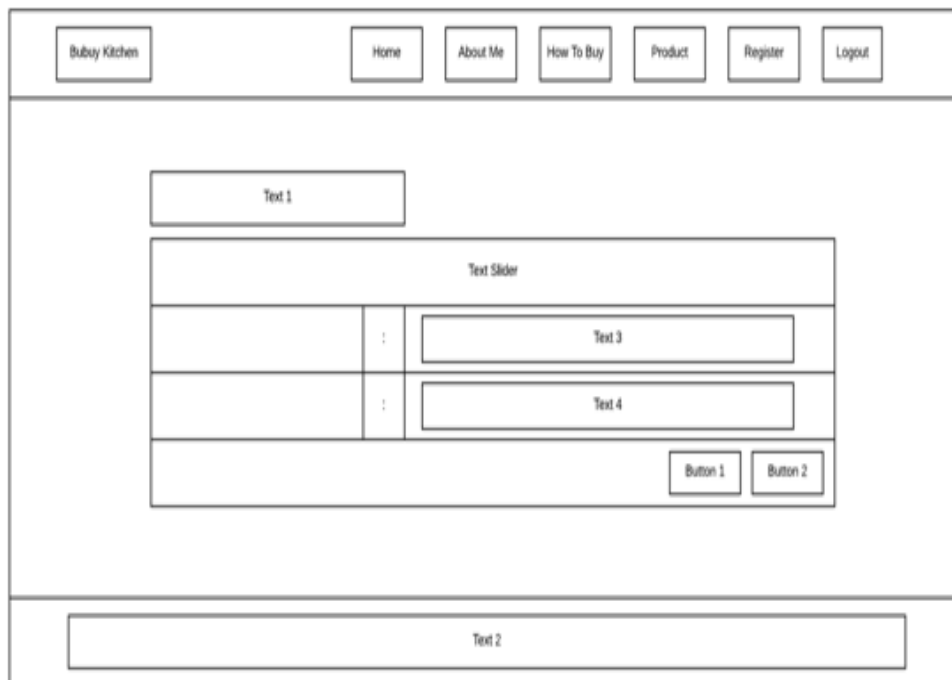 Bubuy Kitchen
Home
About Me
How To Buy
Product
Register
Logout
Text 1
Text Slider
:
Text 3
:
Text 4
Button 1
Button 2
Text 2